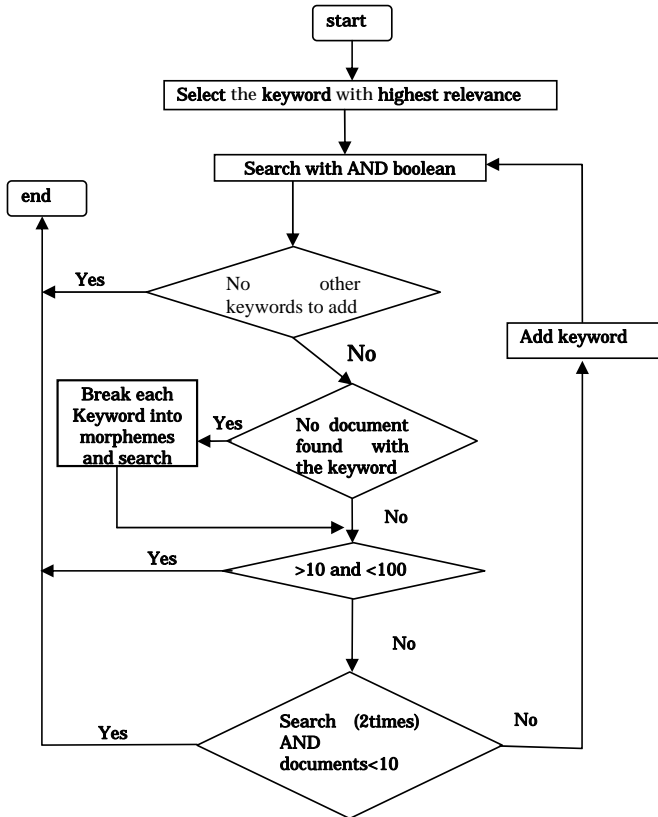 start
Select the keyword with highest relevance
Search with AND boolean
end
Yes
No other
keywords to add
Add keyword
No
Break each
Keyword into
morphemes
and search
Yes
No document
found with
the keyword
No
Yes
>10 and <100
No
Yes
Search (2times)
AND
documents<10
No